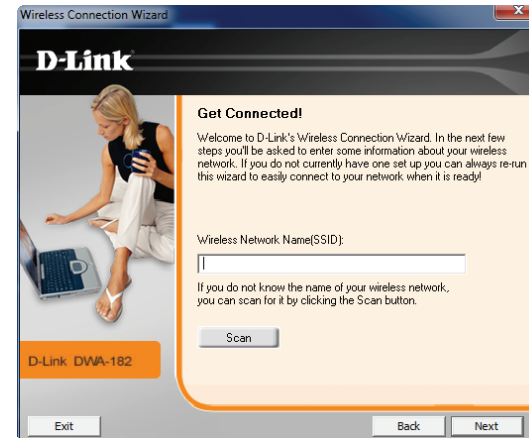 Wireless Connection Wizard
D-Link
Get Connected!
Welcome to D-Link's Wireless Connection Wizard. In the next few
steps you'll be asked to enter some information about your wireless
network. If you do not currently have one set up you can always re-run
this wizard to easily connect to your network when it is ready!
Wireless Network Name(SSID):
If you do not know the name of your wireless network,
you can scan for it by clicking the Scan button.
Scan
D-Link DWA-182
Exit
Back
Next